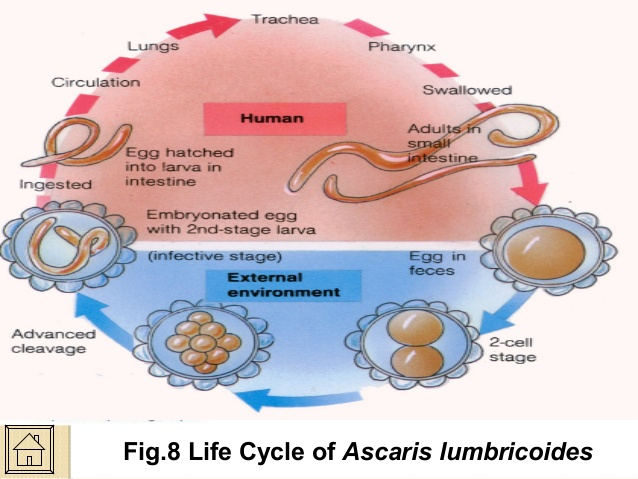 Trachea
Lungs
Pharynx
Circulation
Swallowed
Human
Adults in
small
intestine
Egg hatched
into larva in
intestine
Ingested
Embryonated egg
with 2nd-stage larva
(infective stage)
Egg in
feces
External
environment
Advanced
cleavage
2-cell
stage
Fig.8 Life Cycle of Ascaris lumbricoides